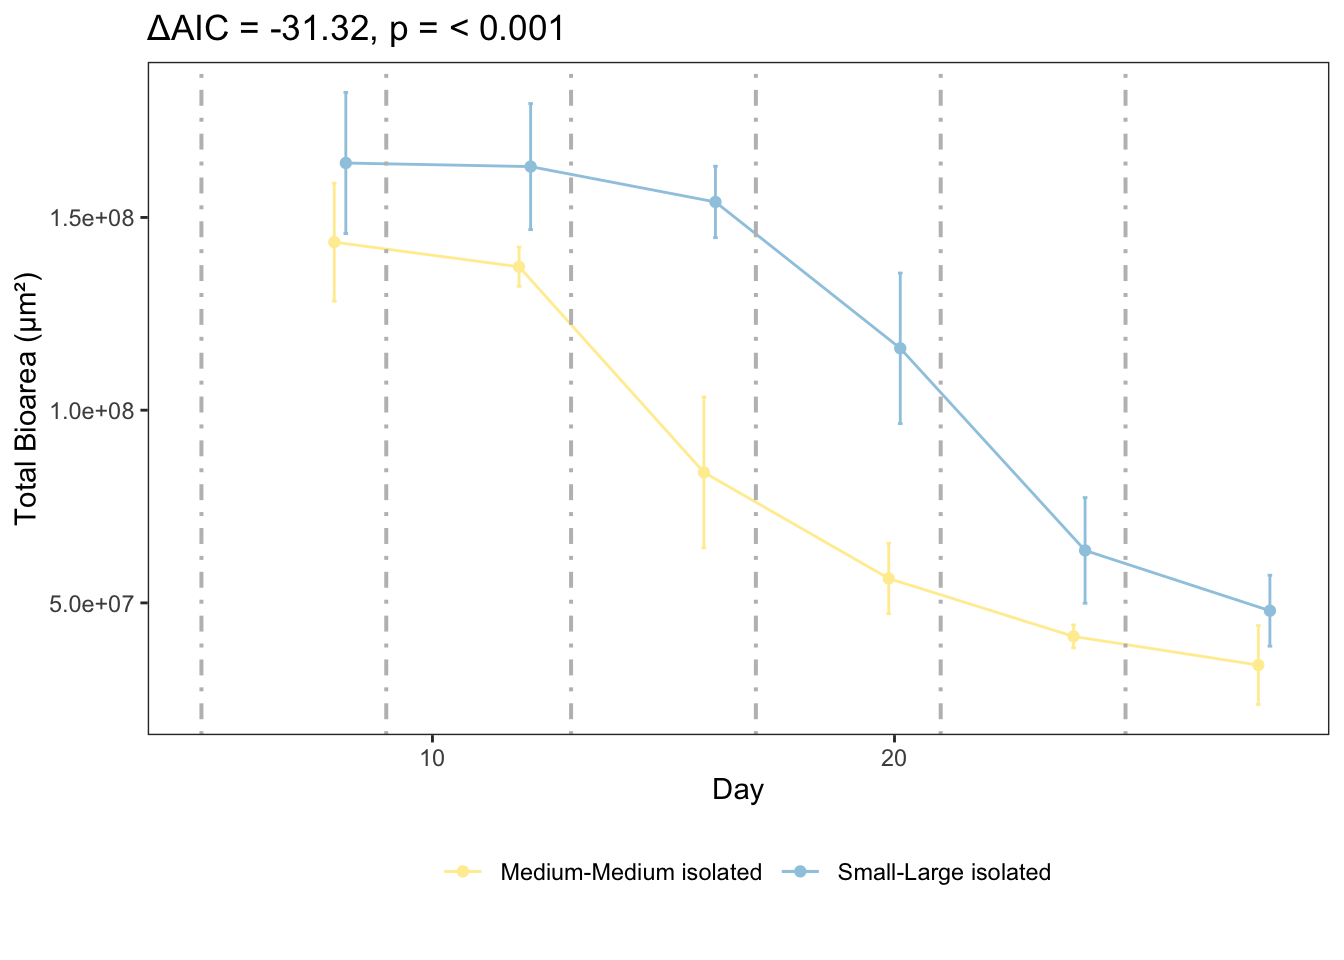 ΔAIC = -31.32, p = < 0.001
1.5e+08
1.0e+08
5.0e+07
Total Bioarea (µm²)
10 20
Day
Medium-Medium isolated Small-Large isolated